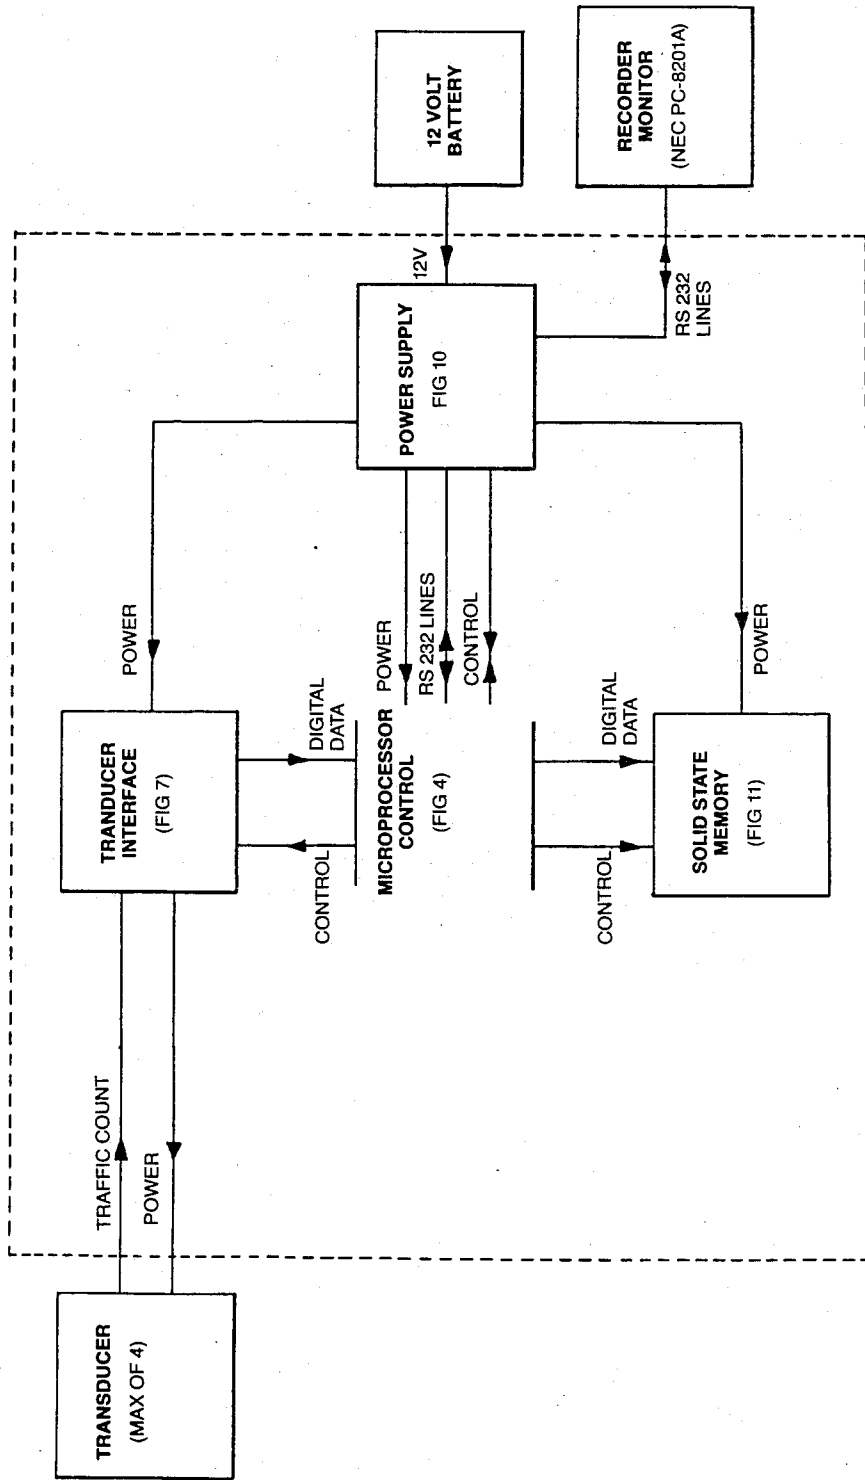 TRANSDUCER
(MAX OF 4)
TRAFFIC COUNT
POWER
TRANDUCER
INTERFACE
(FIG 7)
POWER
CONTROL
DIGITAL
DATA
MICROPROCESSOR
CONTROL
(FIG 4)
POWER
RS 232 LINES
CONTROL
CONTROL
DIGITAL
DATA
SOLID STATE
MEMORY
(FIG 11)
POWER
POWER SUPPLY
FIG 10
12V
RS 232
LINES
12 VOLT
BATTERY
RECORDER
MONITOR
(NEC PC-8201A)